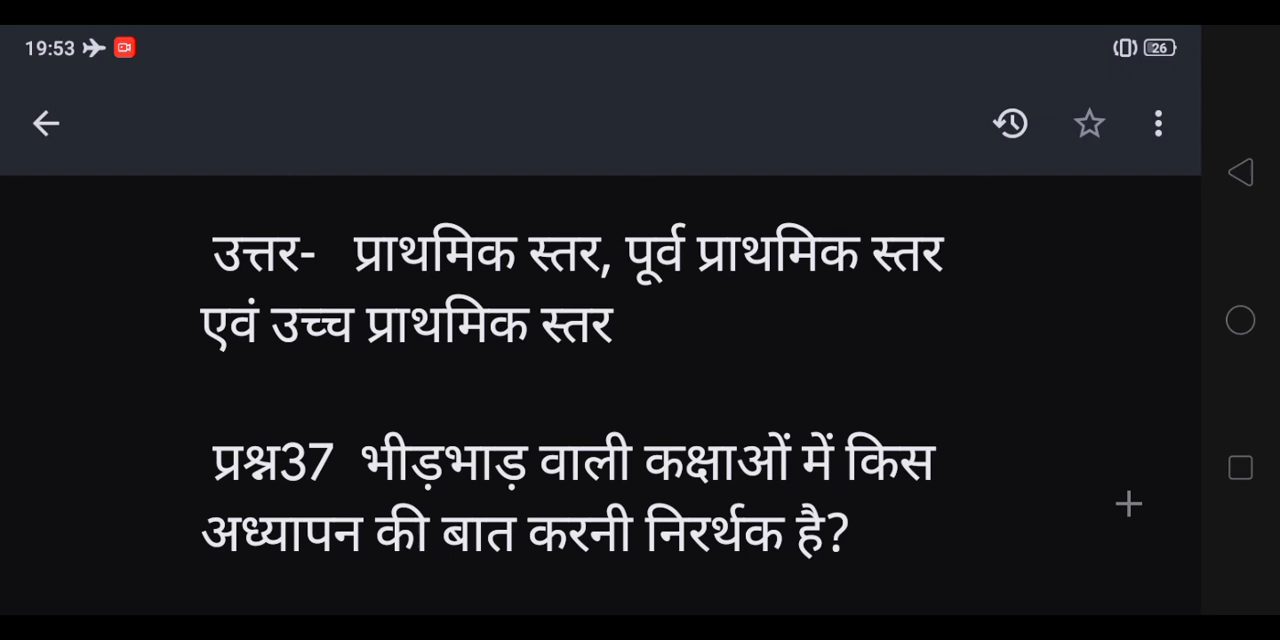 19:53
26
उत्तर- प्राथमिक स्तर, पूर्व प्राथमिक स्तर
एवं उच्च प्राथमिक स्तर
प्रश्न37 भीड़भाड़ वाली कक्षाओं में किस
अध्यापन की बात करनी निरर्थक है?